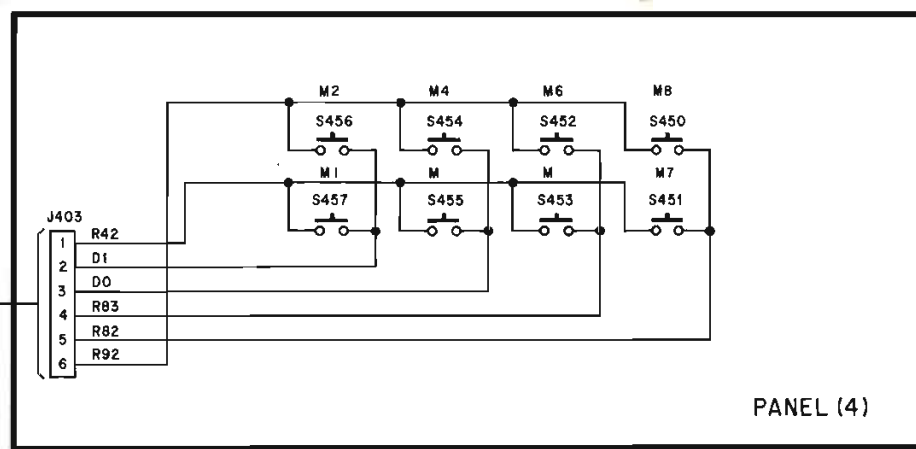 M2 M4 M6 M8
S456 S454 S452 S450
M1 M M M7
S457 S455 S453 S451
J403
1 R42
2 D1
3 D0
4 R83
5 R82
6 R92
PANEL (4)